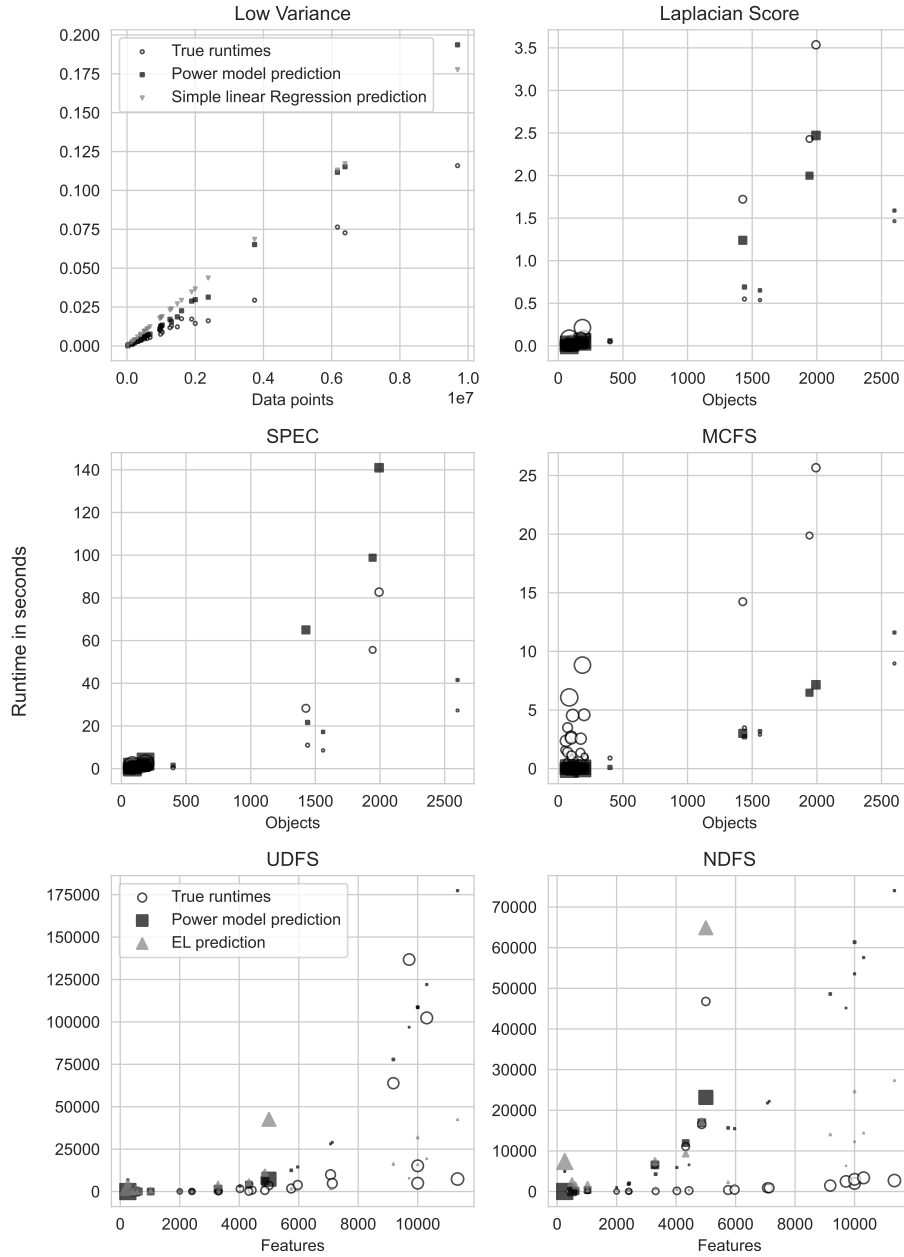 Low Variance
Laplacian Score
0.200
0.175
0.150
0.125
0.100
0.075
0.050
0.025
0.000
True runtimes
Power model prediction
Simple linear Regression prediction
0.0 0.2 0.4 0.6 0.8 1.0
1e7
Data points
3.5
3.0
2.5
2.0
1.5
1.0
0.5
0.0
0 500 1000 1500 2000 2500
Objects
SPEC
MCFS
Runtime in seconds
140
120
100
80
60
40
20
0
0 500 1000 1500 2000 2500
Objects
25
20
15
10
5
0
0 500 1000 1500 2000 2500
Objects
UDFS
NDFS
175000
150000
125000
100000
75000
50000
25000
0
True runtimes
Power model prediction
EL prediction
0 2000 4000 6000 8000 10000
Features
70000
60000
50000
40000
30000
20000
10000
0
0 2000 4000 6000 8000 10000
Features